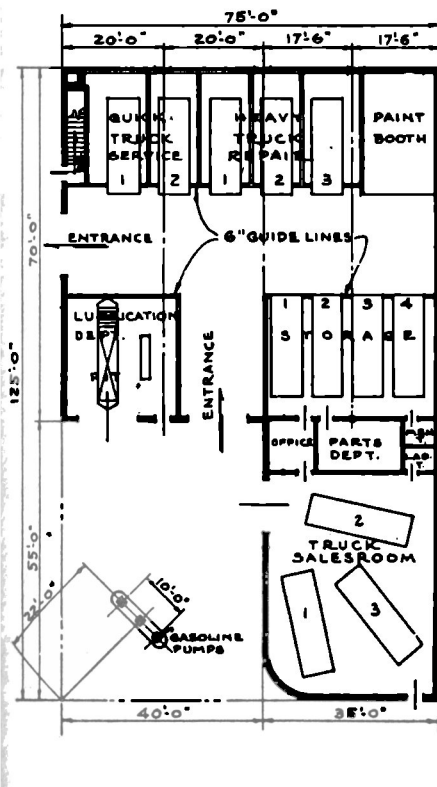 75'-0"
20'-0" 20'-0" 17'-6" 17'-6"
QUICK
TRUCK
SERVICE
1 2
HEAVY
TRUCK
REPAIR
1 2 3
PAINT
BOOTH
ENTRANCE
6" GUIDE LINES
70'-0"
125'-0"
LUBRICATION
DEPT.
ENTRANCE
1 2 3 4
STORAGE
OFFICE
PARTS
DEPT.
55'-0"
2
TRUCK
SALESROOM
1
3
10'-0"
GASOLINE
PUMPS
40'-0" 35'-0"